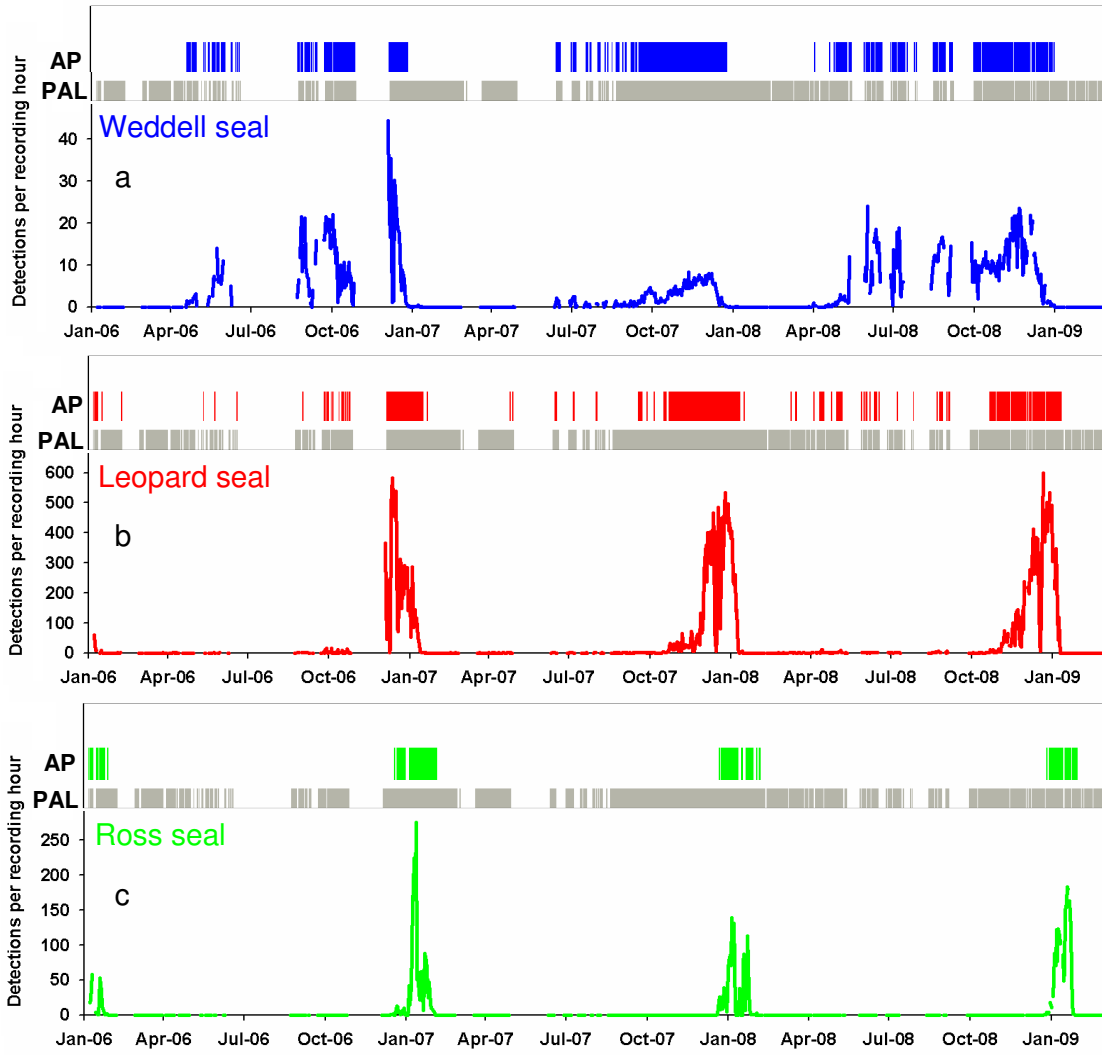 AP
PAL
Weddell seal
a
Detections per recording hour
40
30
20
10
0
Jan-06 Apr-06 Jul-06 Oct-06 Jan-07 Apr-07 Jul-07 Oct-07 Jan-08 Apr-08 Jul-08 Oct-08 Jan-09
AP
PAL
Leopard seal
b
Detections per recording hour
600
500
400
300
200
100
0
Jan-06 Apr-06 Jul-06 Oct-06 Jan-07 Apr-07 Jul-07 Oct-07 Jan-08 Apr-08 Jul-08 Oct-08 Jan-09
AP
PAL
Ross seal
c
Detections per recording hour
250
200
150
100
50
0
Jan-06 Apr-06 Jul-06 Oct-06 Jan-07 Apr-07 Jul-07 Oct-07 Jan-08 Apr-08 Jul-08 Oct-08 Jan-09